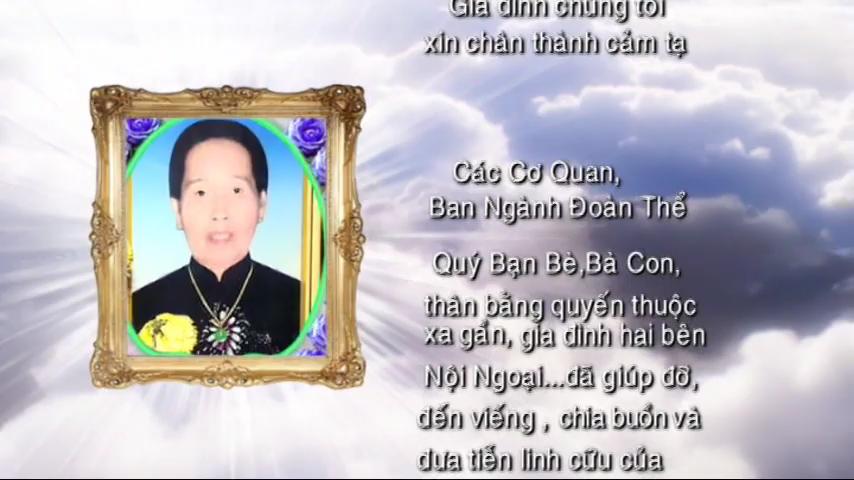 Gia đình chúng tôi
xin chân thành cảm tạ
Các Cơ Quan,
Ban Ngành Đoàn Thể
Quý Bạn Bè,Bà Con,
thân bằng quyến thuộc
xa gần, gia đình hai bên
Nội Ngoại...đã giúp đỡ,
đến viếng , chia buồn và
đưa tiễn linh cữu của